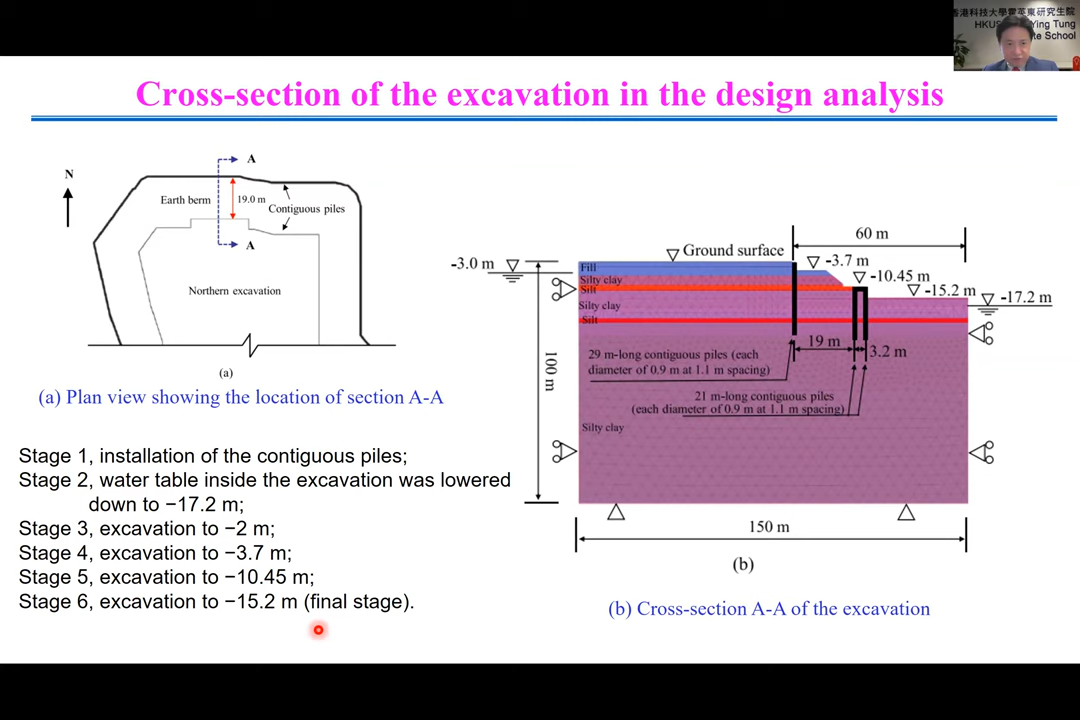 香港科技大學霍英東研究生院
HKUS Ying Tung
te School
Cross-section of the excavation in the design analysis
N
A
Earth berm
19.0 m
Contiguous piles
A
Northern excavation
(a)
(a) Plan view showing the location of section A-A
Stage 1, installation of the contiguous piles;
Stage 2, water table inside the excavation was lowered
down to −17.2 m;
Stage 3, excavation to −2 m;
Stage 4, excavation to −3.7 m;
Stage 5, excavation to −10.45 m;
Stage 6, excavation to −15.2 m (final stage).
60 m
Ground surface
-3.0 m
-3.7 m
-10.45 m
-15.2 m
-17.2 m
Fill
Silty clay
Silt
Silty clay
Silt
19 m
3.2 m
100 m
29 m-long contiguous piles (each
diameter of 0.9 m at 1.1 m spacing)
21 m-long contiguous piles
(each diameter of 0.9 m at 1.1 m spacing)
Silty clay
150 m
(b)
(b) Cross-section A-A of the excavation